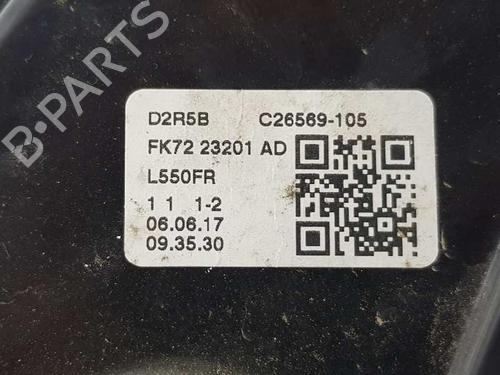 D2R5B C26569-105
FK72 23201 AD
L550FR
1 1 1-2
06.06.17
09.35.30
B-PARTS